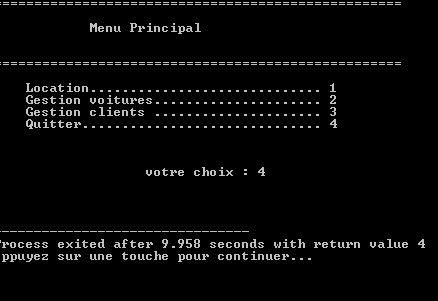 ==================================================
Menu Principal
==================================================
Location............................. 1
Gestion voitures..................... 2
Gestion clients ..................... 3
Quitter.............................. 4
votre choix : 4
-------------------------------
rocess exited after 9.958 seconds with return value 4
ppuyez sur une touche pour continuer...